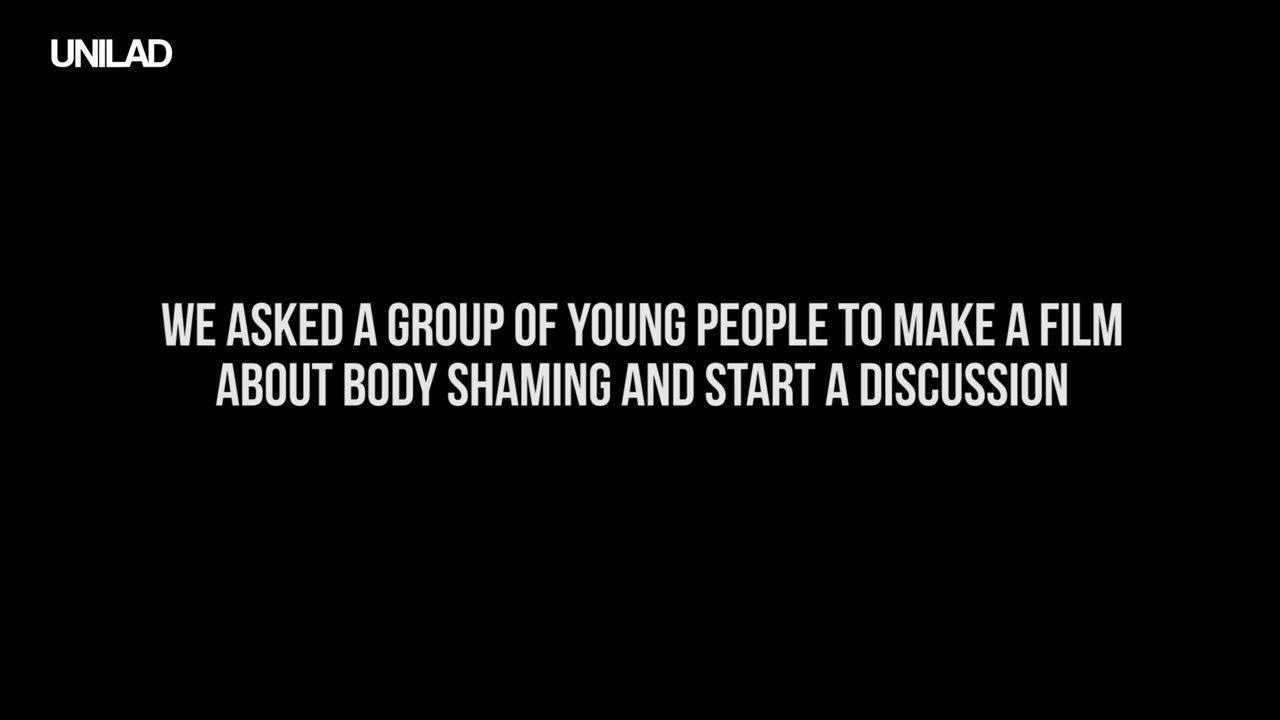 UNILAD
WE ASKED A GROUP OF YOUNG PEOPLE TO MAKE A FILM
ABOUT BODY SHAMING AND START A DISCUSSION